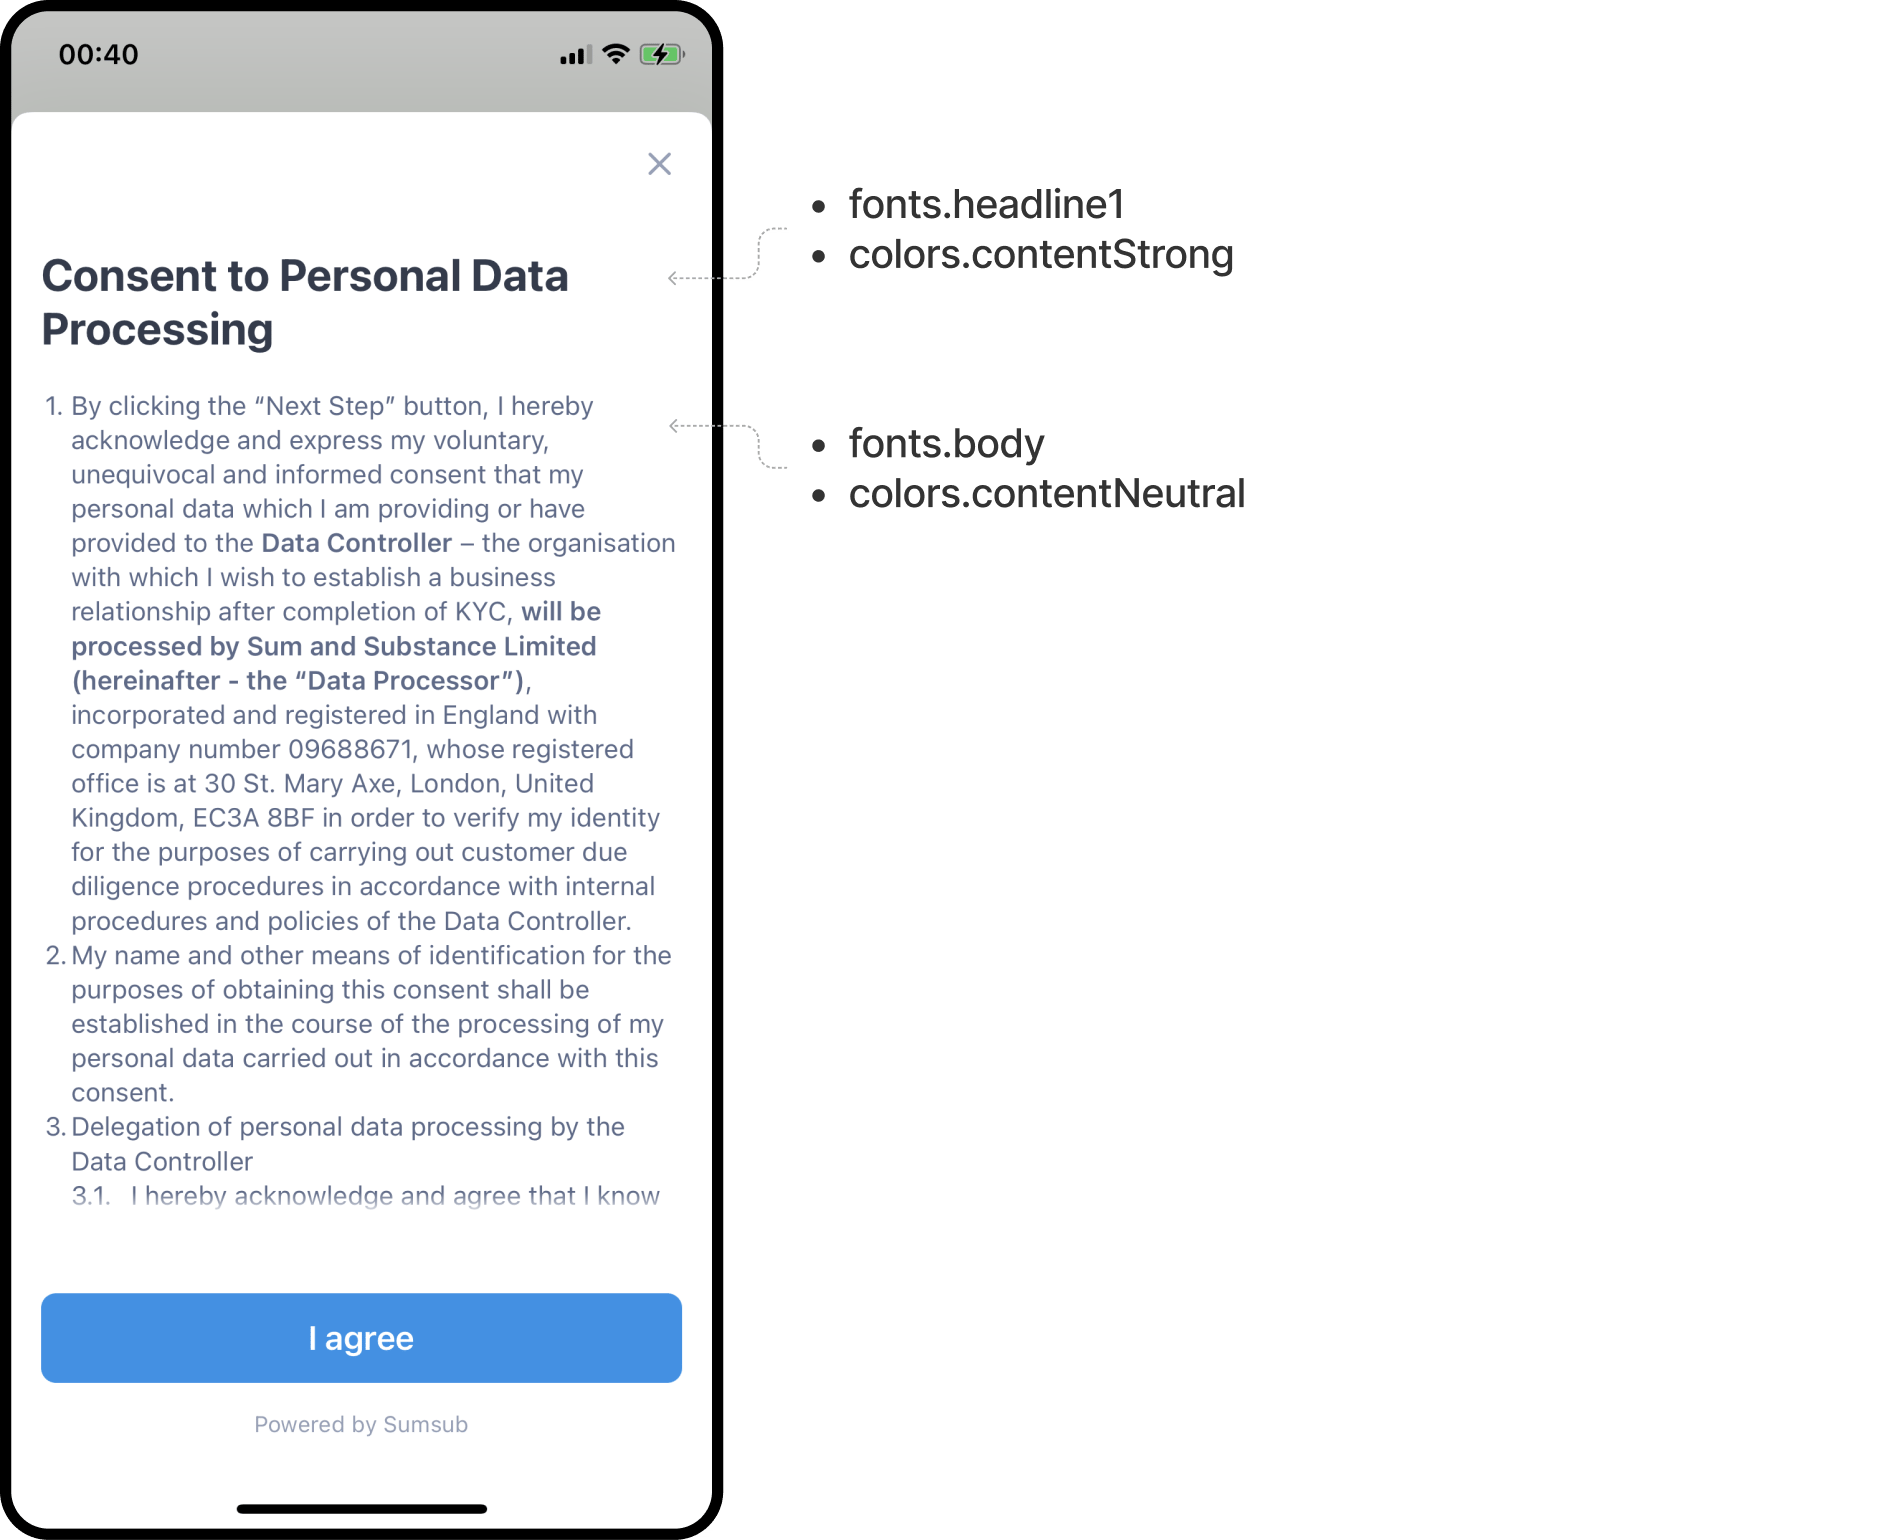 00:40
Consent to Personal Data
Processing
1. By clicking the “Next Step” button, I hereby
acknowledge and express my voluntary,
unequivocal and informed consent that my
personal data which I am providing or have
provided to the Data Controller – the organisation
with which I wish to establish a business
relationship after completion of KYC, will be
processed by Sum and Substance Limited
(hereinafter - the “Data Processor”),
incorporated and registered in England with
company number 09688671, whose registered
office is at 30 St. Mary Axe, London, United
Kingdom, EC3A 8BF in order to verify my identity
for the purposes of carrying out customer due
diligence procedures in accordance with internal
procedures and policies of the Data Controller.
2. My name and other means of identification for the
purposes of obtaining this consent shall be
established in the course of the processing of my
personal data carried out in accordance with this
consent.
3. Delegation of personal data processing by the
Data Controller
3.1. I hereby acknowledge and agree that I know
I agree
Powered by Sumsub
• fonts.headline1
• colors.contentStrong
• fonts.body
• colors.contentNeutral